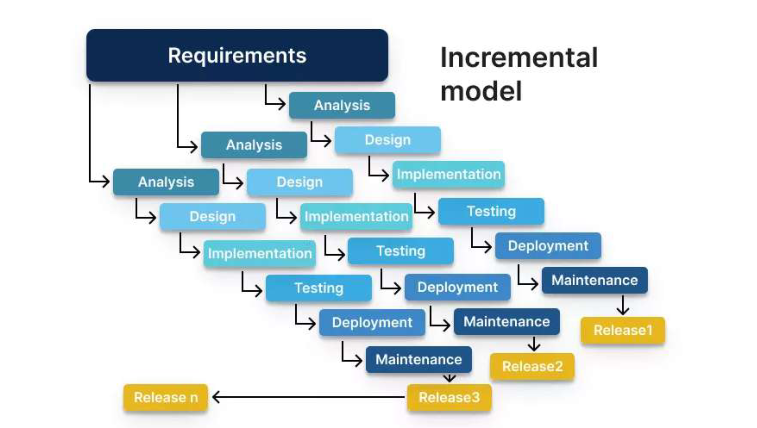 Requirements
Incremental
model
Analysis
Design
Implementation
Testing
Deployment
Maintenance
Release1
Analysis
Design
Implementation
Testing
Deployment
Maintenance
Release2
Analysis
Design
Implementation
Testing
Deployment
Maintenance
Release3
Release n